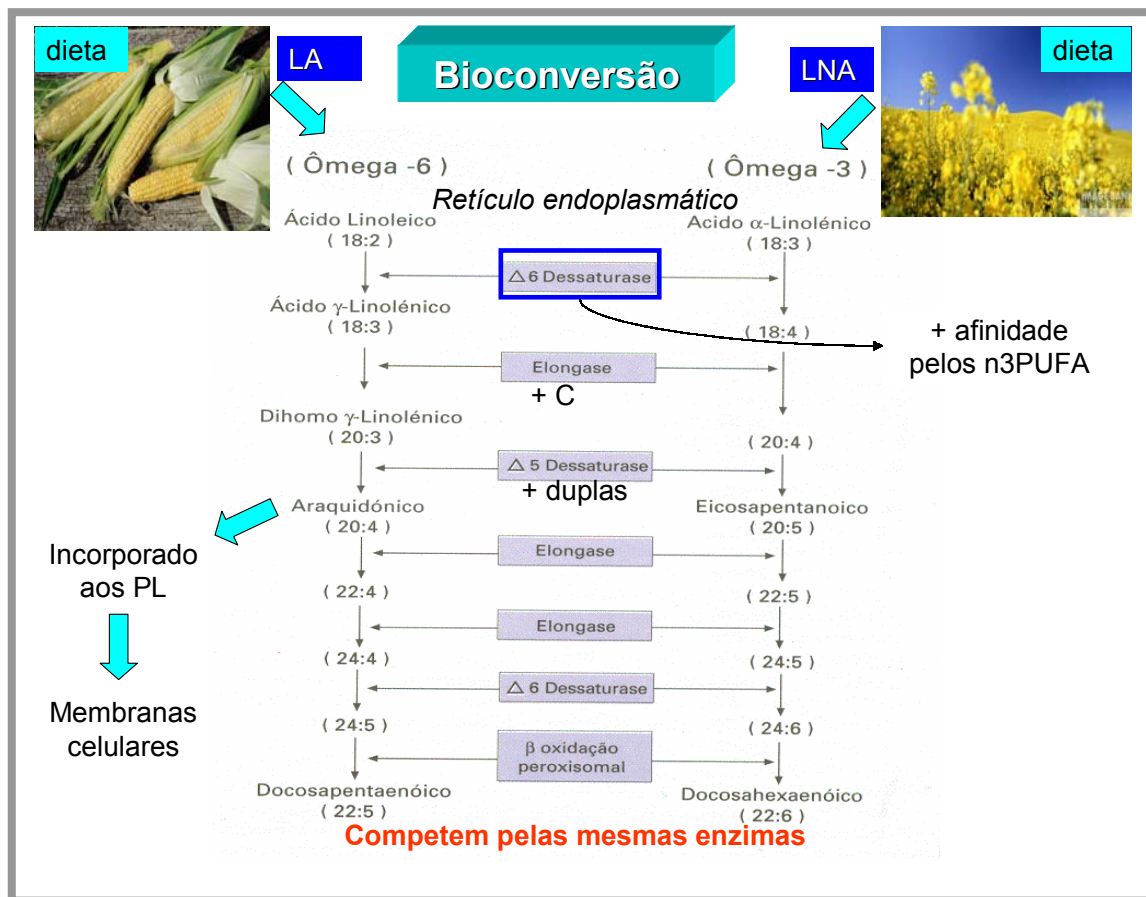 dieta
LA
Bioconversão
LNA
dieta
( Ômega -6)
( Ômega -3 )
Retículo endoplasmático
Ácido Linoleico
( 18:2 )
Acido α-Linolénico
( 18:3 )
△ 6 Dessaturase
Ácido γ-Linolénico
( 18:3 )
( 18:4 )
+ afinidade
pelos n3PUFA
Elongase
+ C
Dihomo γ-Linolénico
( 20:3 )
( 20:4 )
△ 5 Dessaturase
+ duplas
Araquidónico
( 20:4 )
Eicosapentanoico
( 20:5 )
Incorporado
aos PL
Elongase
( 22:4 )
( 22:5 )
Elongase
( 24:4 )
( 24:5 )
△ 6 Dessaturase
Membranas
celulares
( 24:5 )
( 24:6 )
β oxidação
peroxisomal
Docosapentaenóico
( 22:5 )
Docosahexaenóico
( 22:6 )
Competem pelas mesmas enzimas